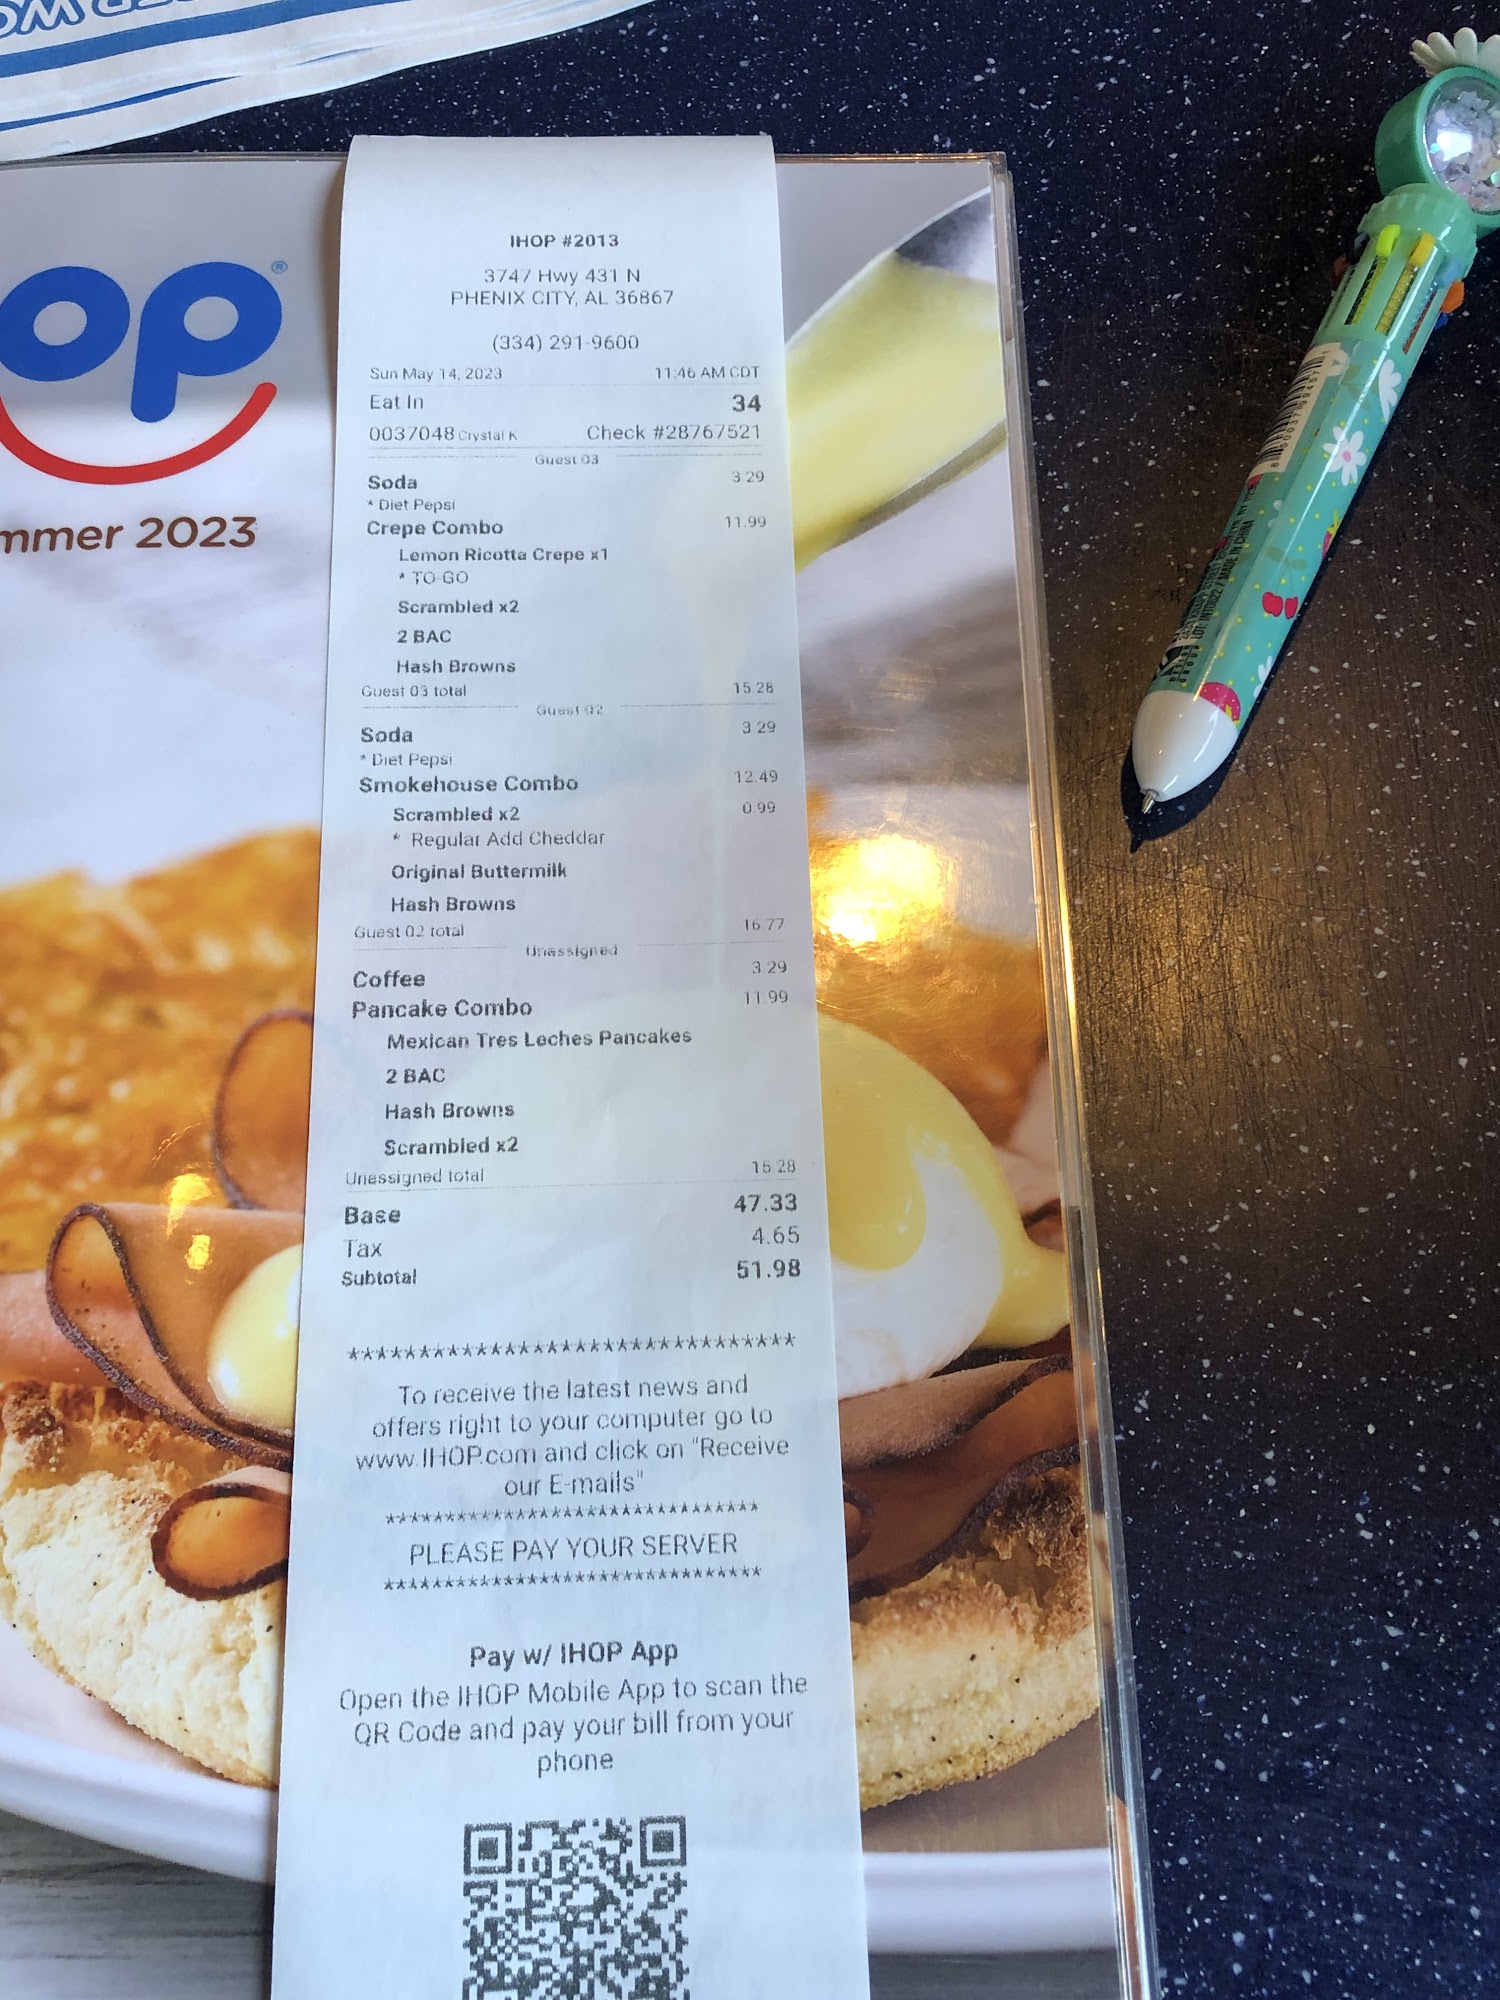 op®
mmer 2023
IHOP #2013
3747 Hwy 431 N
PHENIX CITY, AL 36867
(334) 291-9600
Sun May 14, 2023 11:46 AM CDT
Eat In 34
0037048 Crystal K Check #28767521
Guest 03
Soda 3.29
* Diet Pepsi
Crepe Combo 11.99
Lemon Ricotta Crepe x1
* TO-GO
Scrambled x2
2 BAC
Hash Browns
Guest 03 total 15.28
Guest 02
Soda 3.29
* Diet Pepsi
Smokehouse Combo 12.49
Scrambled x2 0.99
* Regular Add Cheddar
Original Buttermilk
Hash Browns
Guest 02 total 16.77
Unassigned
Coffee 3.29
Pancake Combo 11.99
Mexican Tres Leches Pancakes
2 BAC
Hash Browns
Scrambled x2
Unassigned total 15.28
Base 47.33
Tax 4.65
Subtotal 51.98
********************************
To receive the latest news and
offers right to your computer go to
www.IHOP.com and click on "Receive
our E-mails"
********************************
PLEASE PAY YOUR SERVER
********************************
Pay w/ IHOP App
Open the IHOP Mobile App to scan the
QR Code and pay your bill from your
phone
MADE IN CHINA